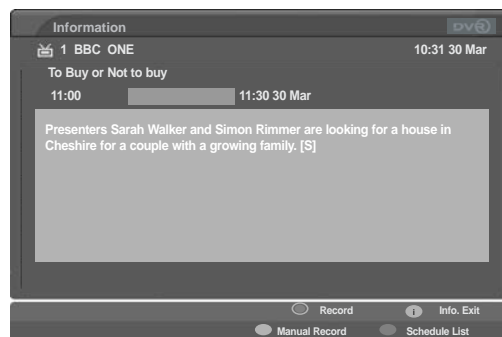 Information DVR
1 BBC ONE 10:31 30 Mar
To Buy or Not to buy
11:00 11:30 30 Mar
Presenters Sarah Walker and Simon Rimmer are looking for a house in
Cheshire for a couple with a growing family. [S]
Record i Info. Exit
Manual Record Schedule List